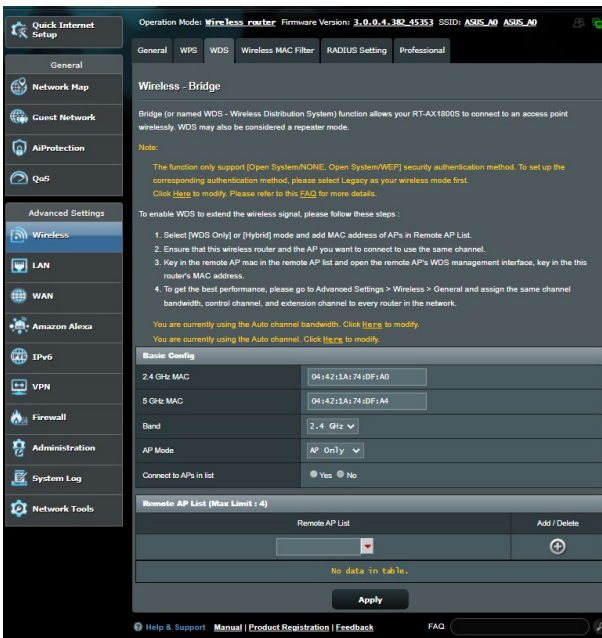 Quick Internet
Setup
Operation Mode: Wireless router Firmware Version: 3.0.0.4.382_45353 SSID: ASUS_A0 ASUS_A0
General WPS WDS Wireless MAC Filter RADIUS Setting Professional
General
Network Map
Guest Network
AiProtection
QoS
Advanced Settings
Wireless
LAN
WAN
Amazon Alexa
IPv6
VPN
Firewall
Administration
System Log
Network Tools
Wireless - Bridge
Bridge (or named WDS - Wireless Distribution System) function allows your RT-AX1800S to connect to an access point
wirelessly. WDS may also be considered a repeater mode.
Note:
The function only support [Open System/NONE, Open System/WEP] security authentication method. To set up the
corresponding authentication method, please select Legacy as your wireless mode first.
Click Here to modify. Please refer to this FAQ for more details.
To enable WDS to extend the wireless signal, please follow these steps :
1. Select [WDS Only] or [Hybrid] mode and add MAC address of APs in Remote AP List.
2. Ensure that this wireless router and the AP you want to connect to use the same channel.
3. Key in the remote AP mac in the remote AP list and open the remote AP's WDS management interface, key in the this
router's MAC address.
4. To get the best performance, please go to Advanced Settings > Wireless > General and assign the same channel
bandwidth, control channel, and extension channel to every router in the network.
You are currently using the Auto channel bandwidth. Click Here to modify.
You are currently using the Auto channel. Click Here to modify.
Basic Config
2.4 GHz MAC 04:42:1A:74:DF:A0
5 GHz MAC 04:42:1A:74:DF:A4
Band 2.4 GHz
AP Mode AP Only
Connect to APs in list Yes No
Remote AP List (Max Limit : 4)
Remote AP List Add / Delete
No data in table.
Apply
Help & Support Manual | Product Registration | Feedback FAQ